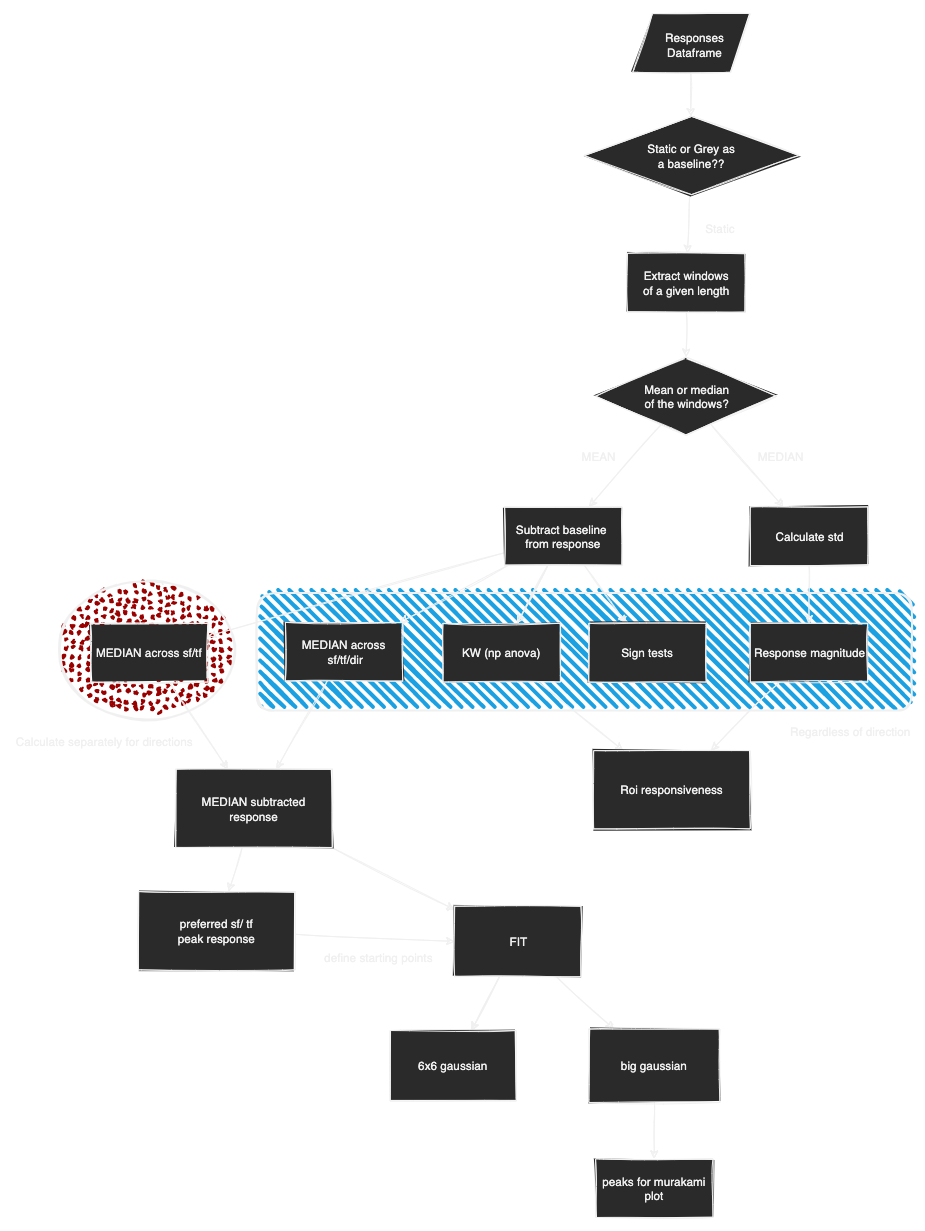 Responses
Dataframe
Static or Grey as
a baseline??
Static
Extract windows
of a given length
Mean or median
of the windows?
MEAN
MEDIAN
Subtract baseline
from response
Calculate std
MEDIAN across sf/tf
MEDIAN across
sf/tf/dir
KW (np anova)
Sign tests
Response magnitude
Calculate separately for directions
Regardless of direction
MEDIAN subtracted
response
Roi responsiveness
preferred sf/ tf
peak response
define starting points
FIT
6x6 gaussian
big gaussian
peaks for murakami
plot